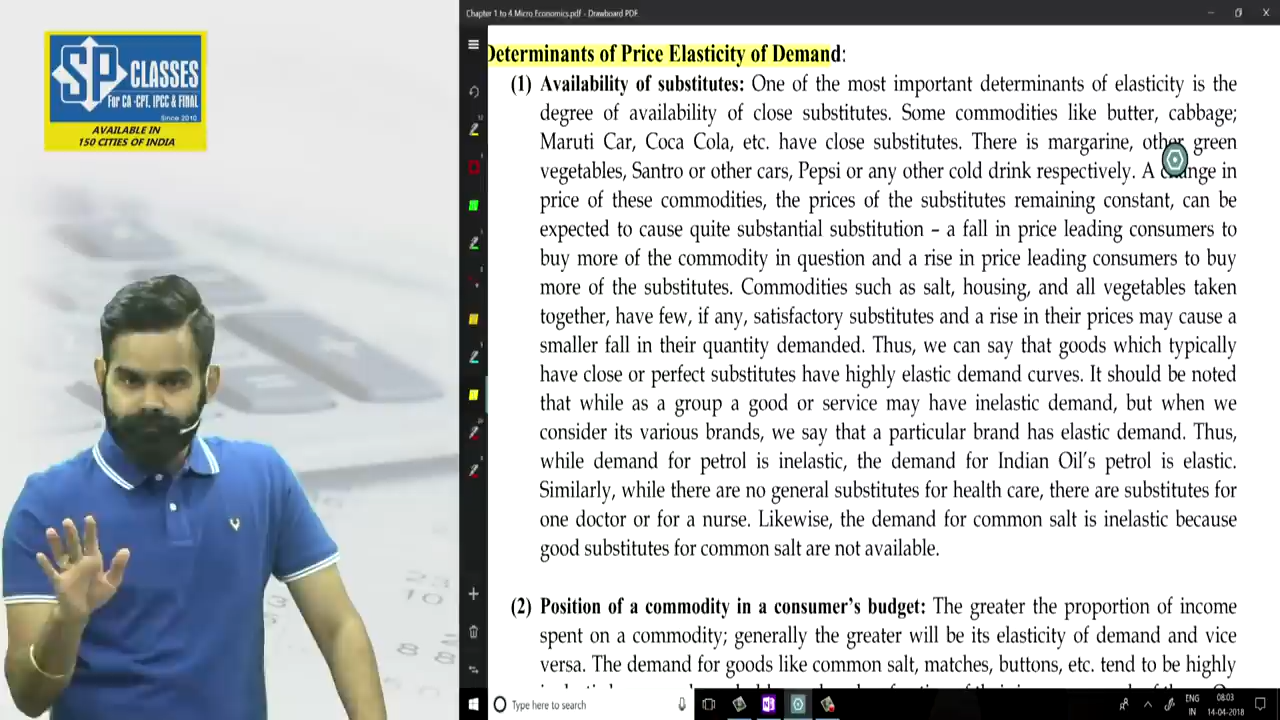 Chapter 1 to 4 Micro Economics.pdf - Drawboard PDF
SP CLASSES
For CA -CPT, IPCC & FINAL
Since 2010
AVAILABLE IN
150 CITIES OF INDIA
Determinants of Price Elasticity of Demand:
(1) Availability of substitutes: One of the most important determinants of elasticity is the
degree of availability of close substitutes. Some commodities like butter, cabbage;
Maruti Car, Coca Cola, etc. have close substitutes. There is margarine, other green
vegetables, Santro or other cars, Pepsi or any other cold drink respectively. A change in
price of these commodities, the prices of the substitutes remaining constant, can be
expected to cause quite substantial substitution – a fall in price leading consumers to
buy more of the commodity in question and a rise in price leading consumers to buy
more of the substitutes. Commodities such as salt, housing, and all vegetables taken
together, have few, if any, satisfactory substitutes and a rise in their prices may cause a
smaller fall in their quantity demanded. Thus, we can say that goods which typically
have close or perfect substitutes have highly elastic demand curves. It should be noted
that while as a group a good or service may have inelastic demand, but when we
consider its various brands, we say that a particular brand has elastic demand. Thus,
while demand for petrol is inelastic, the demand for Indian Oil's petrol is elastic.
Similarly, while there are no general substitutes for health care, there are substitutes for
one doctor or for a nurse. Likewise, the demand for common salt is inelastic because
good substitutes for common salt are not available.
(2) Position of a commodity in a consumer's budget: The greater the proportion of income
spent on a commodity; generally the greater will be its elasticity of demand and vice
versa. The demand for goods like common salt, matches, buttons, etc. tend to be highly
Type here to search
ENG
IN
08:03
14-04-2018